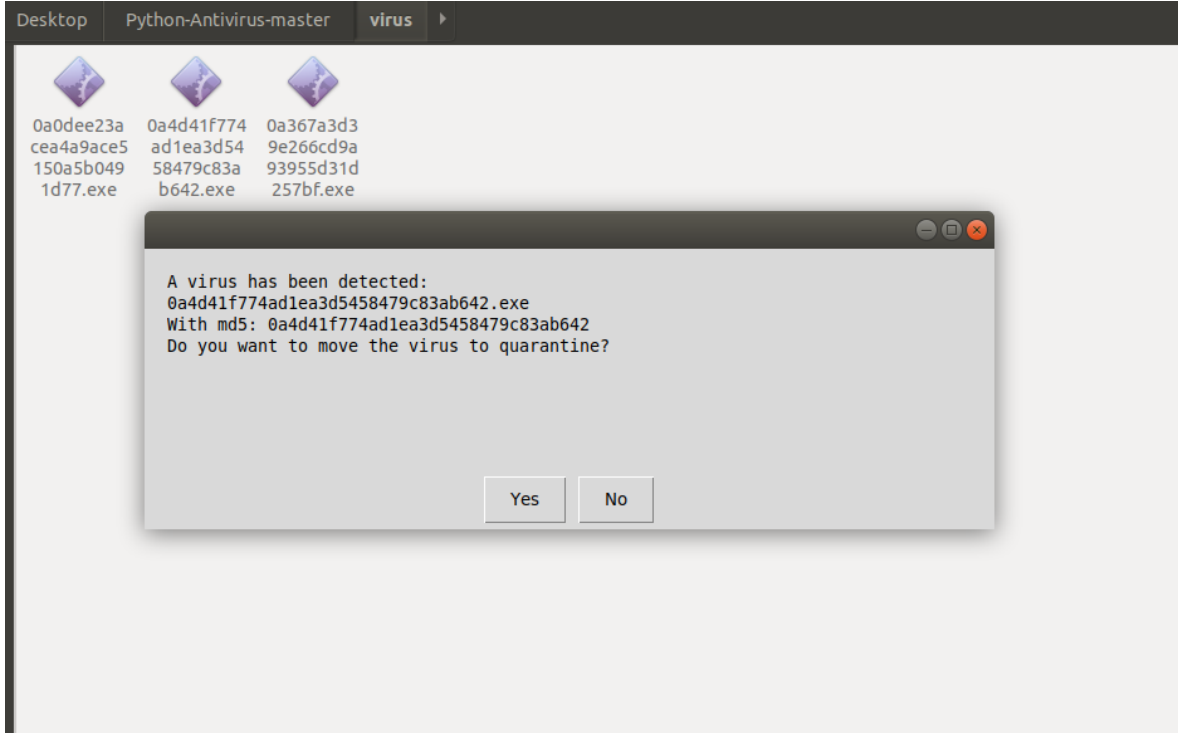 Desktop Python-Antivirus-master virus
0a0dee23a 0a4d41f774 0a367a3d3
cea4a9ace5 ad1ea3d54 9e266cd9a
150a5b049 58479c83a 93955d31d
1d77.exe b642.exe 257bf.exe
A virus has been detected:
0a4d41f774ad1ea3d5458479c83ab642.exe
With md5: 0a4d41f774ad1ea3d5458479c83ab642
Do you want to move the virus to quarantine?
Yes No